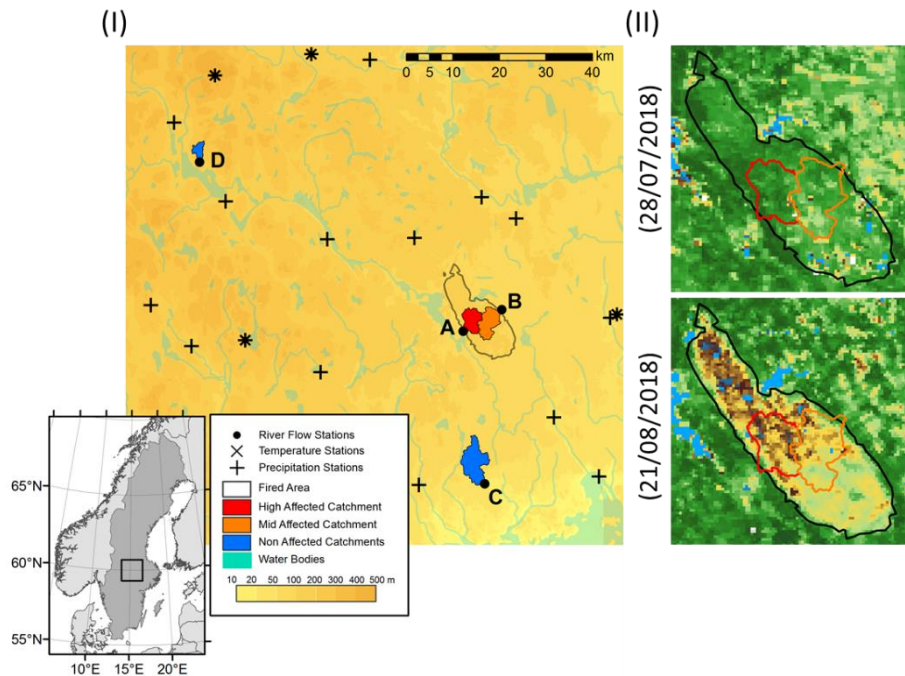 (I)
(II)
km
0 5 10 20 30 40
D
B
A
C
(28/07/2018)
(21/08/2018)
River Flow Stations
Temperature Stations
Precipitation Stations
Fired Area
High Affected Catchment
Mid Affected Catchment
Non Affected Catchments
Water Bodies
10 20 50 100 200 300 400 500 m
65°N
60°N
55°N
10°E 15°E 20°E